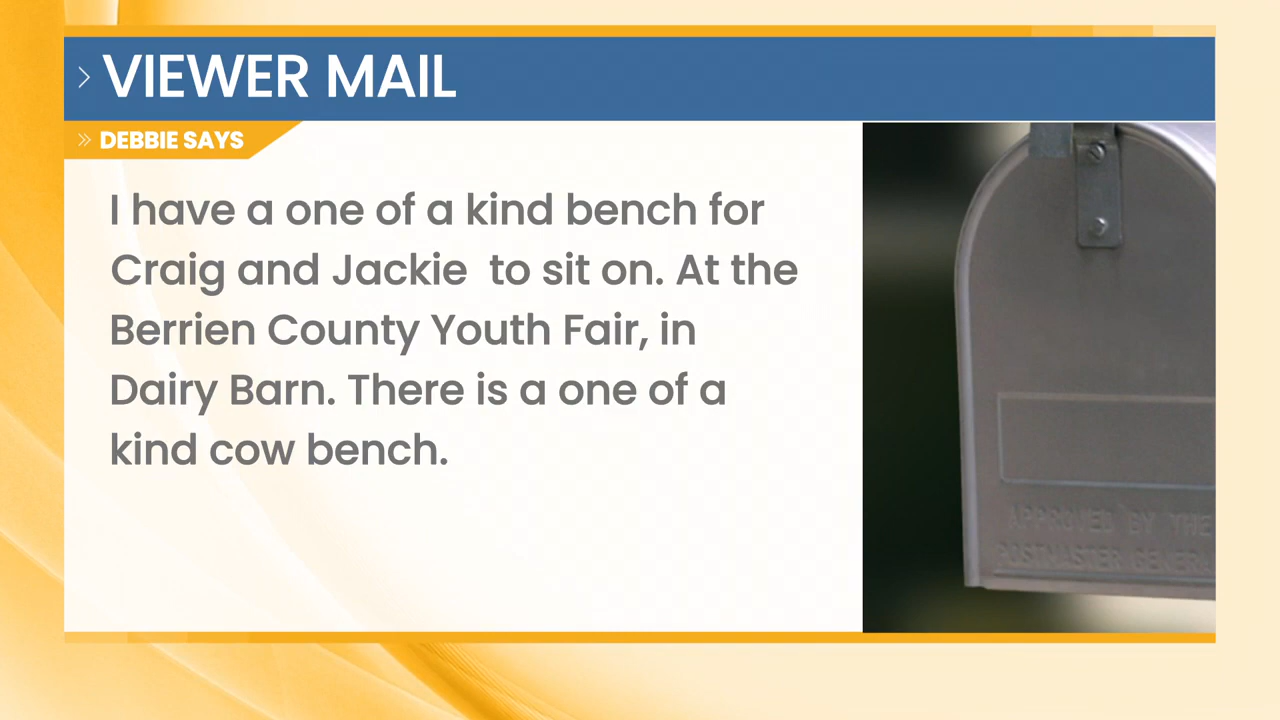 VIEWER MAIL
DEBBIE SAYS
I have a one of a kind bench for
Craig and Jackie  to sit on. At the
Berrien County Youth Fair, in
Dairy Barn. There is a one of a
kind cow bench.
APPROVED BY THE
POSTMASTER GENERA